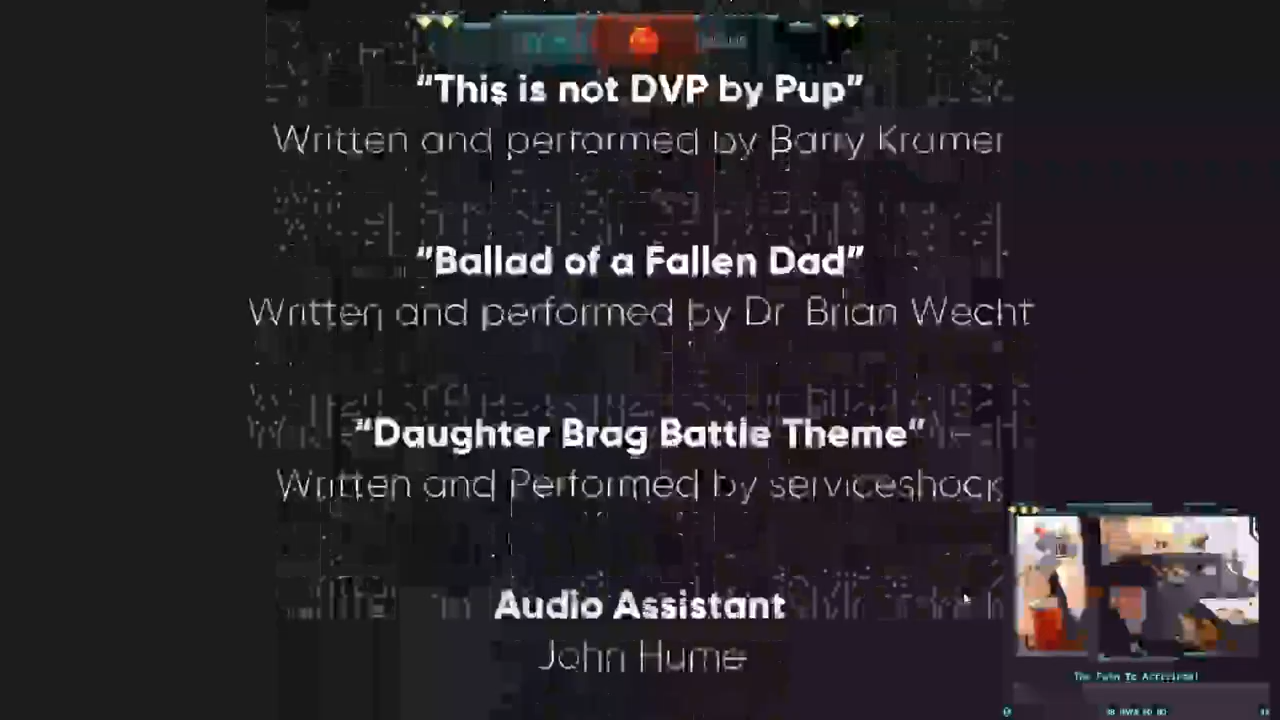 “This is not DVP by Pup”
Written and performed by Barry Kramer
“Ballad of a Fallen Dad”
Written and performed by Dr. Brian Wecht
“Daughter Brag Battle Theme”
Written and Performed by serviceshock
Audio Assistant
John Hume